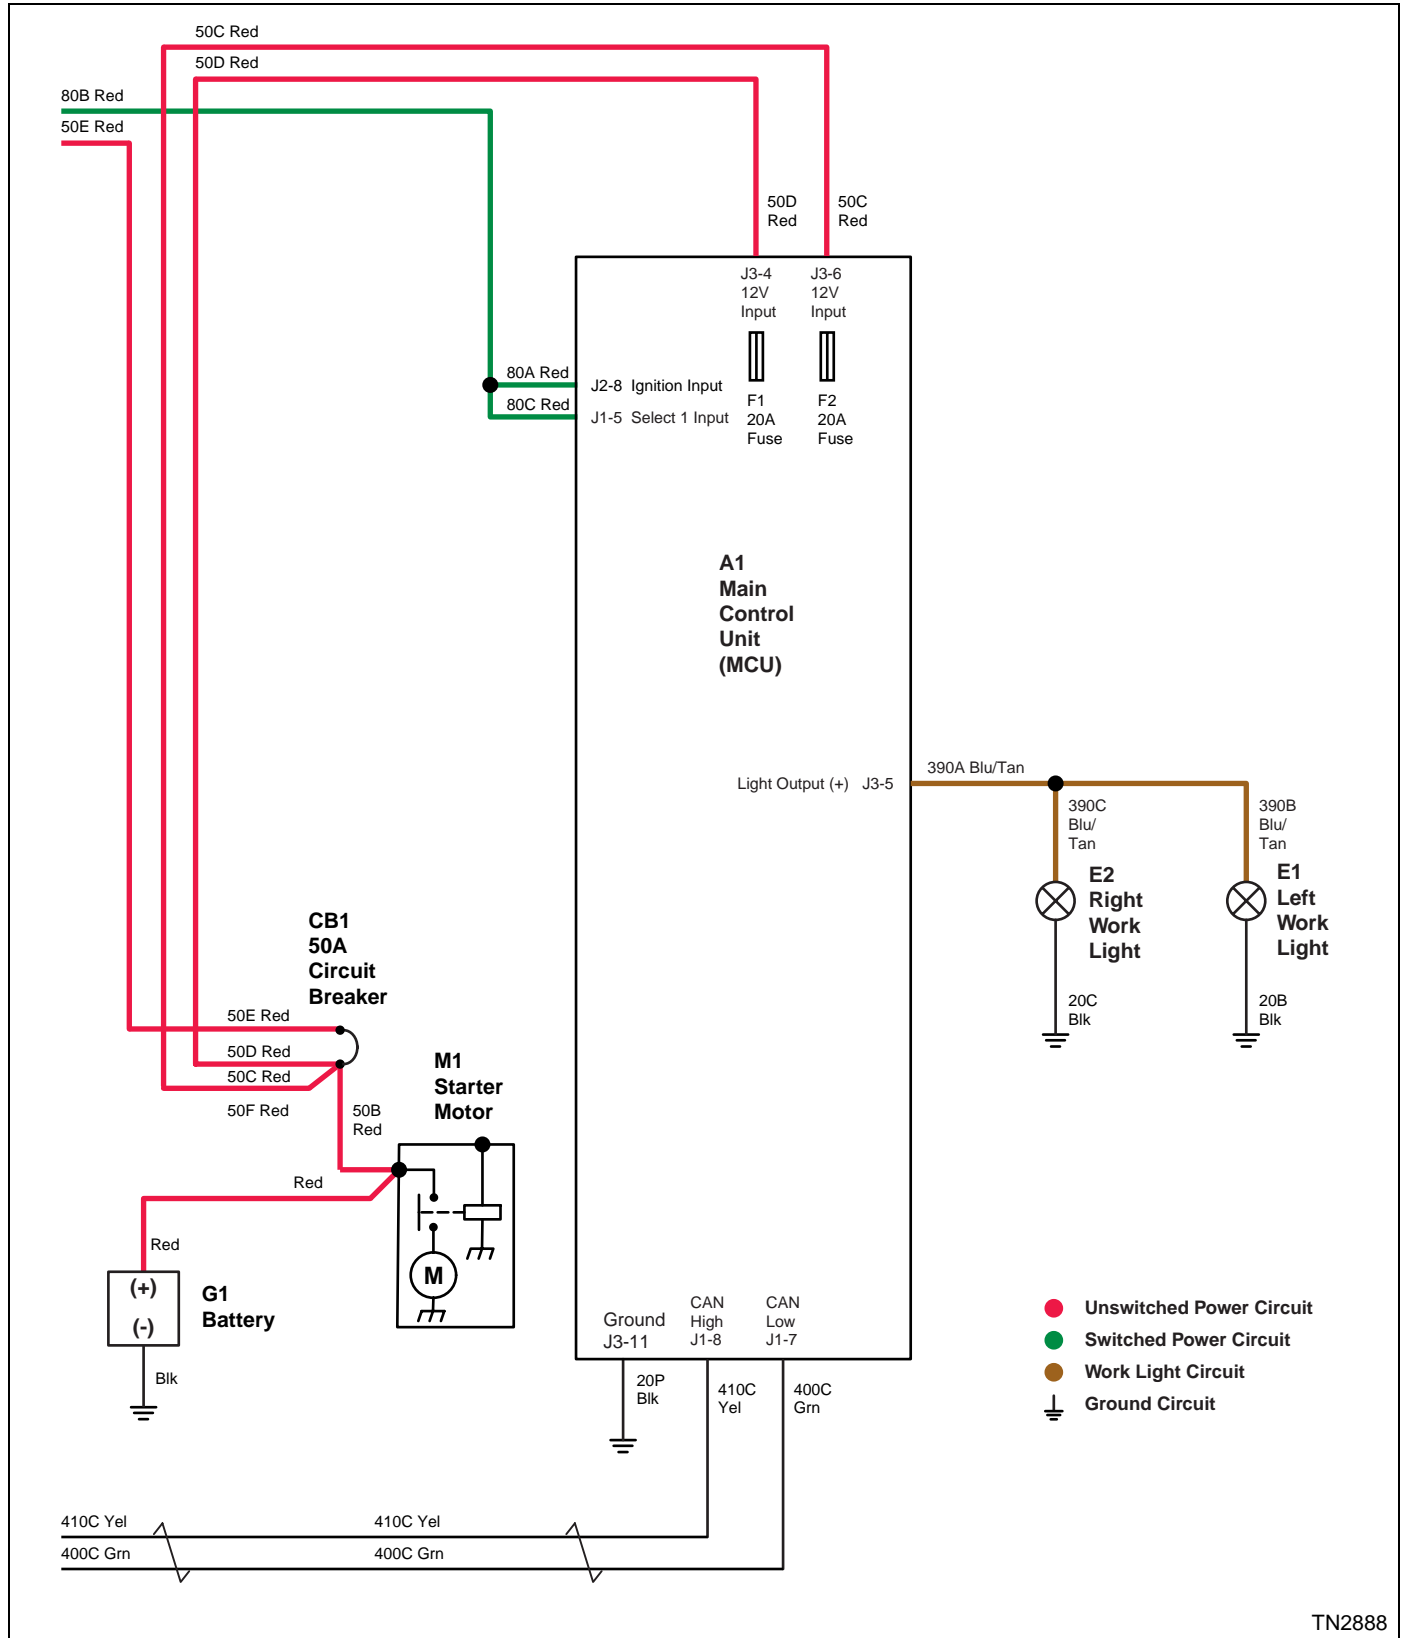 50C Red
50D Red
80B Red
50E Red
50D
Red
50C
Red
J3-4
12V
Input
J3-6
12V
Input
80A Red
80C Red
J2-8 Ignition Input
J1-5 Select 1 Input
F1
20A
Fuse
F2
20A
Fuse
A1
Main
Control
Unit
(MCU)
Light Output (+) J3-5
390A Blu/Tan
390C
Blu/
Tan
390B
Blu/
Tan
E2
Right
Work
Light
E1
Left
Work
Light
20C
Blk
20B
Blk
CB1
50A
Circuit
Breaker
50E Red
50D Red
50C Red
50F Red
50B
Red
M1
Starter
Motor
Red
Red
M
(+)
(-)
G1
Battery
Blk
Ground
J3-11
CAN
High
J1-8
CAN
Low
J1-7
20P
Blk
410C
Yel
400C
Grn
Unswitched Power Circuit
Switched Power Circuit
Work Light Circuit
Ground Circuit
410C Yel
410C Yel
400C Grn
400C Grn
TN2888